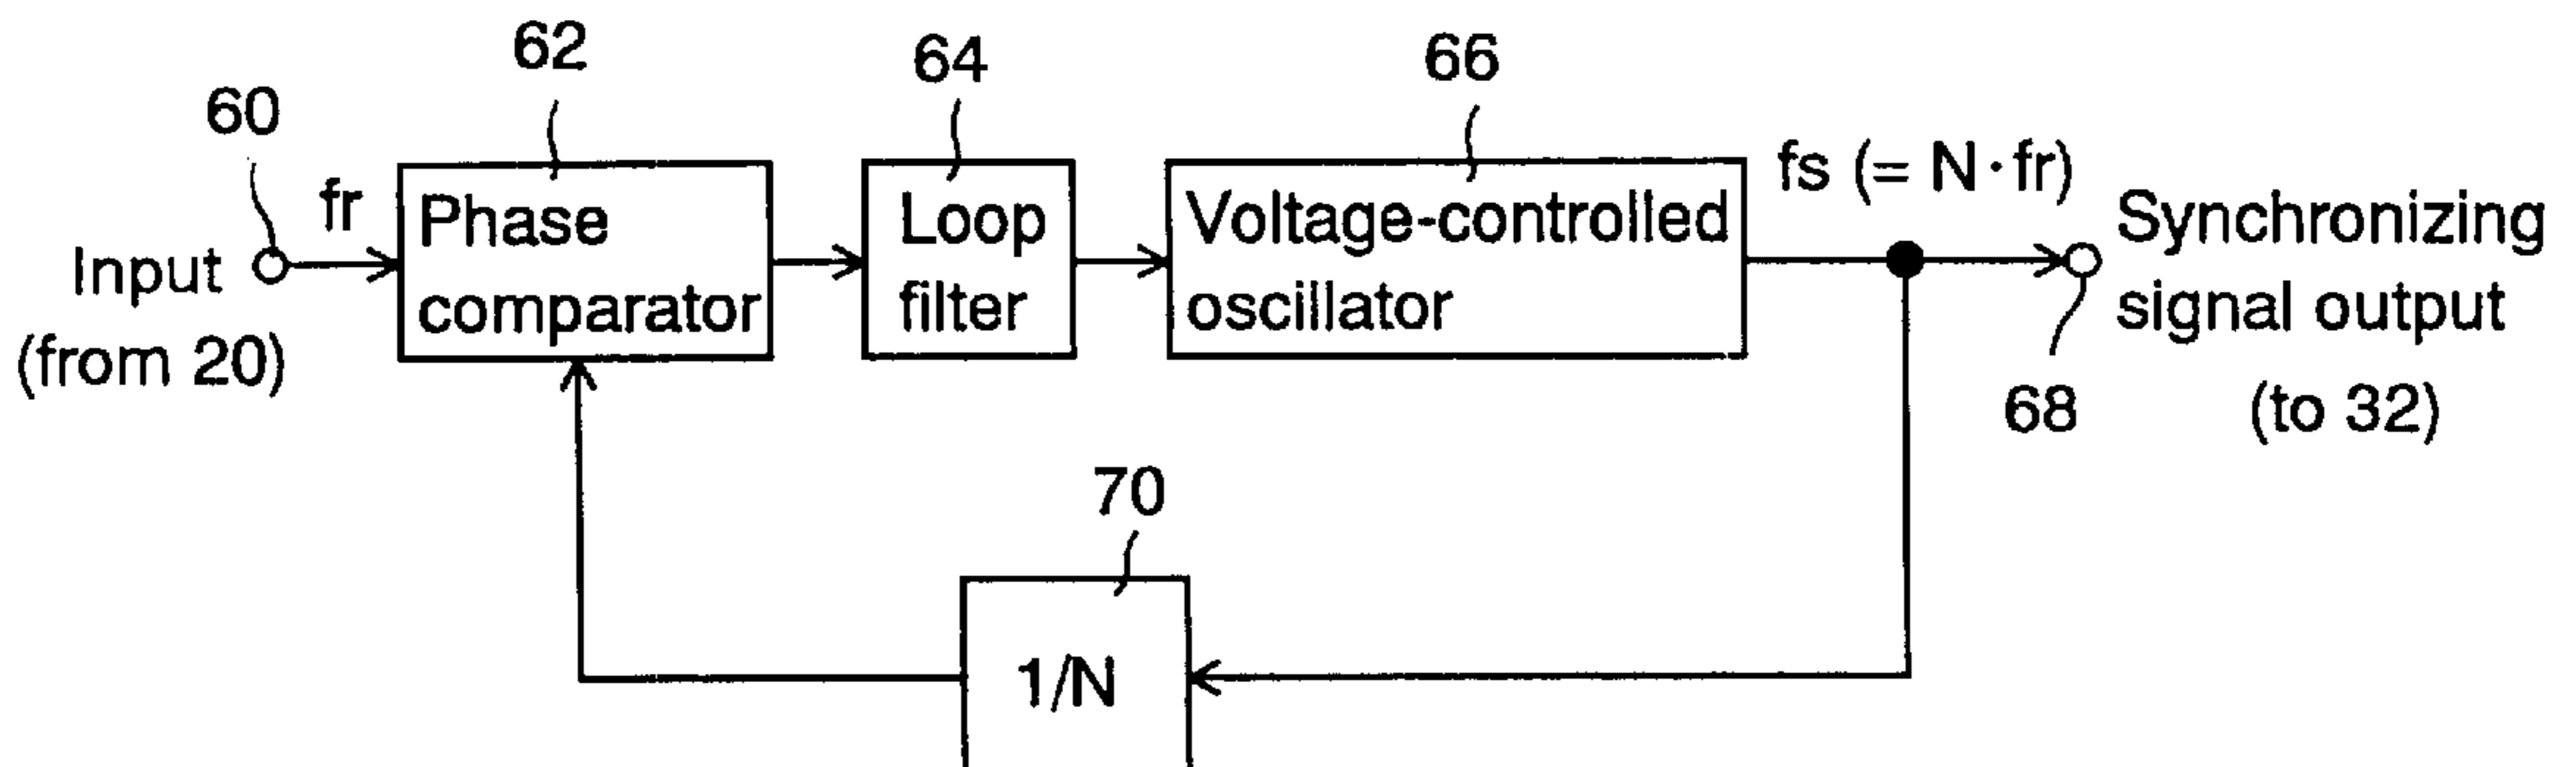 60
62
64
66
Input
(from 20)
fr
Phase
comparator
Loop
filter
Voltage-controlled
oscillator
fs (= N·fr)
Synchronizing
signal output
(to 32)
68
70
1/N